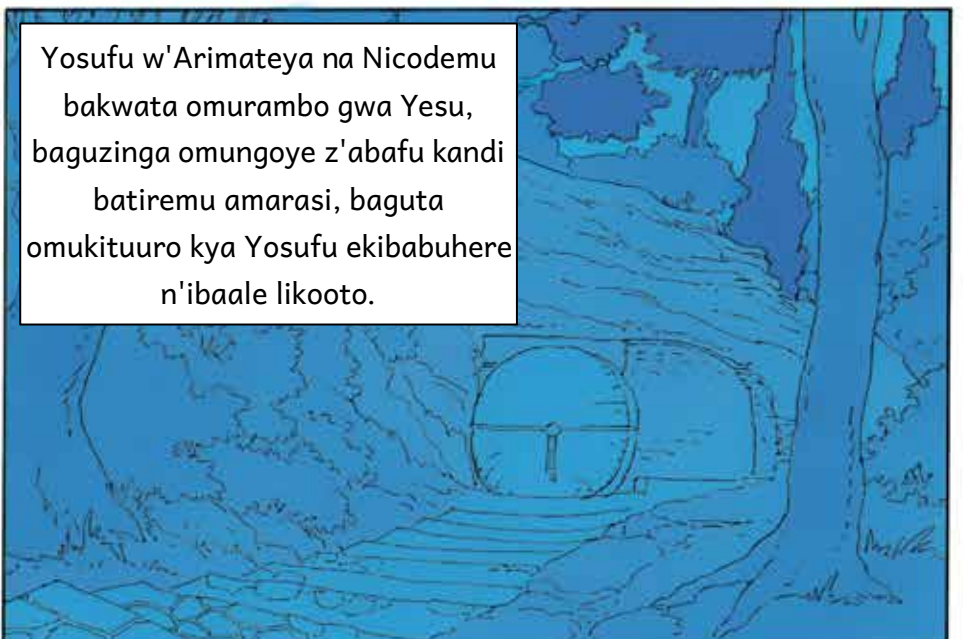 Yosufu w'Arimateya na Nicodemu
bakwata omurambo gwa Yesu,
baguzinga omungoye z'abafu kandi
batiremu amarasi, baguta
omukituuro kya Yosufu ekibabuhere
n'ibaale likooto.